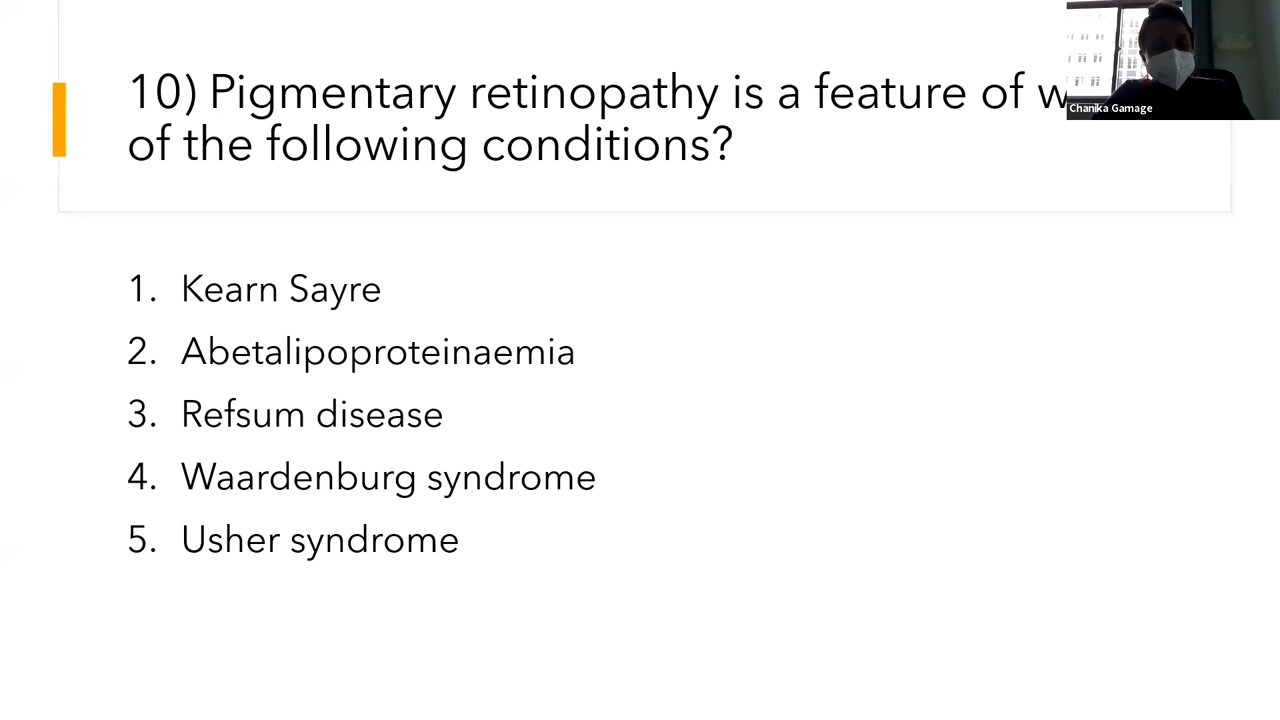 10) Pigmentary retinopathy is a feature of
of the following conditions?
Chanika Gamage
1. Kearn Sayre
2. Abetalipoproteinaemia
3. Refsum disease
4. Waardenburg syndrome
5. Usher syndrome